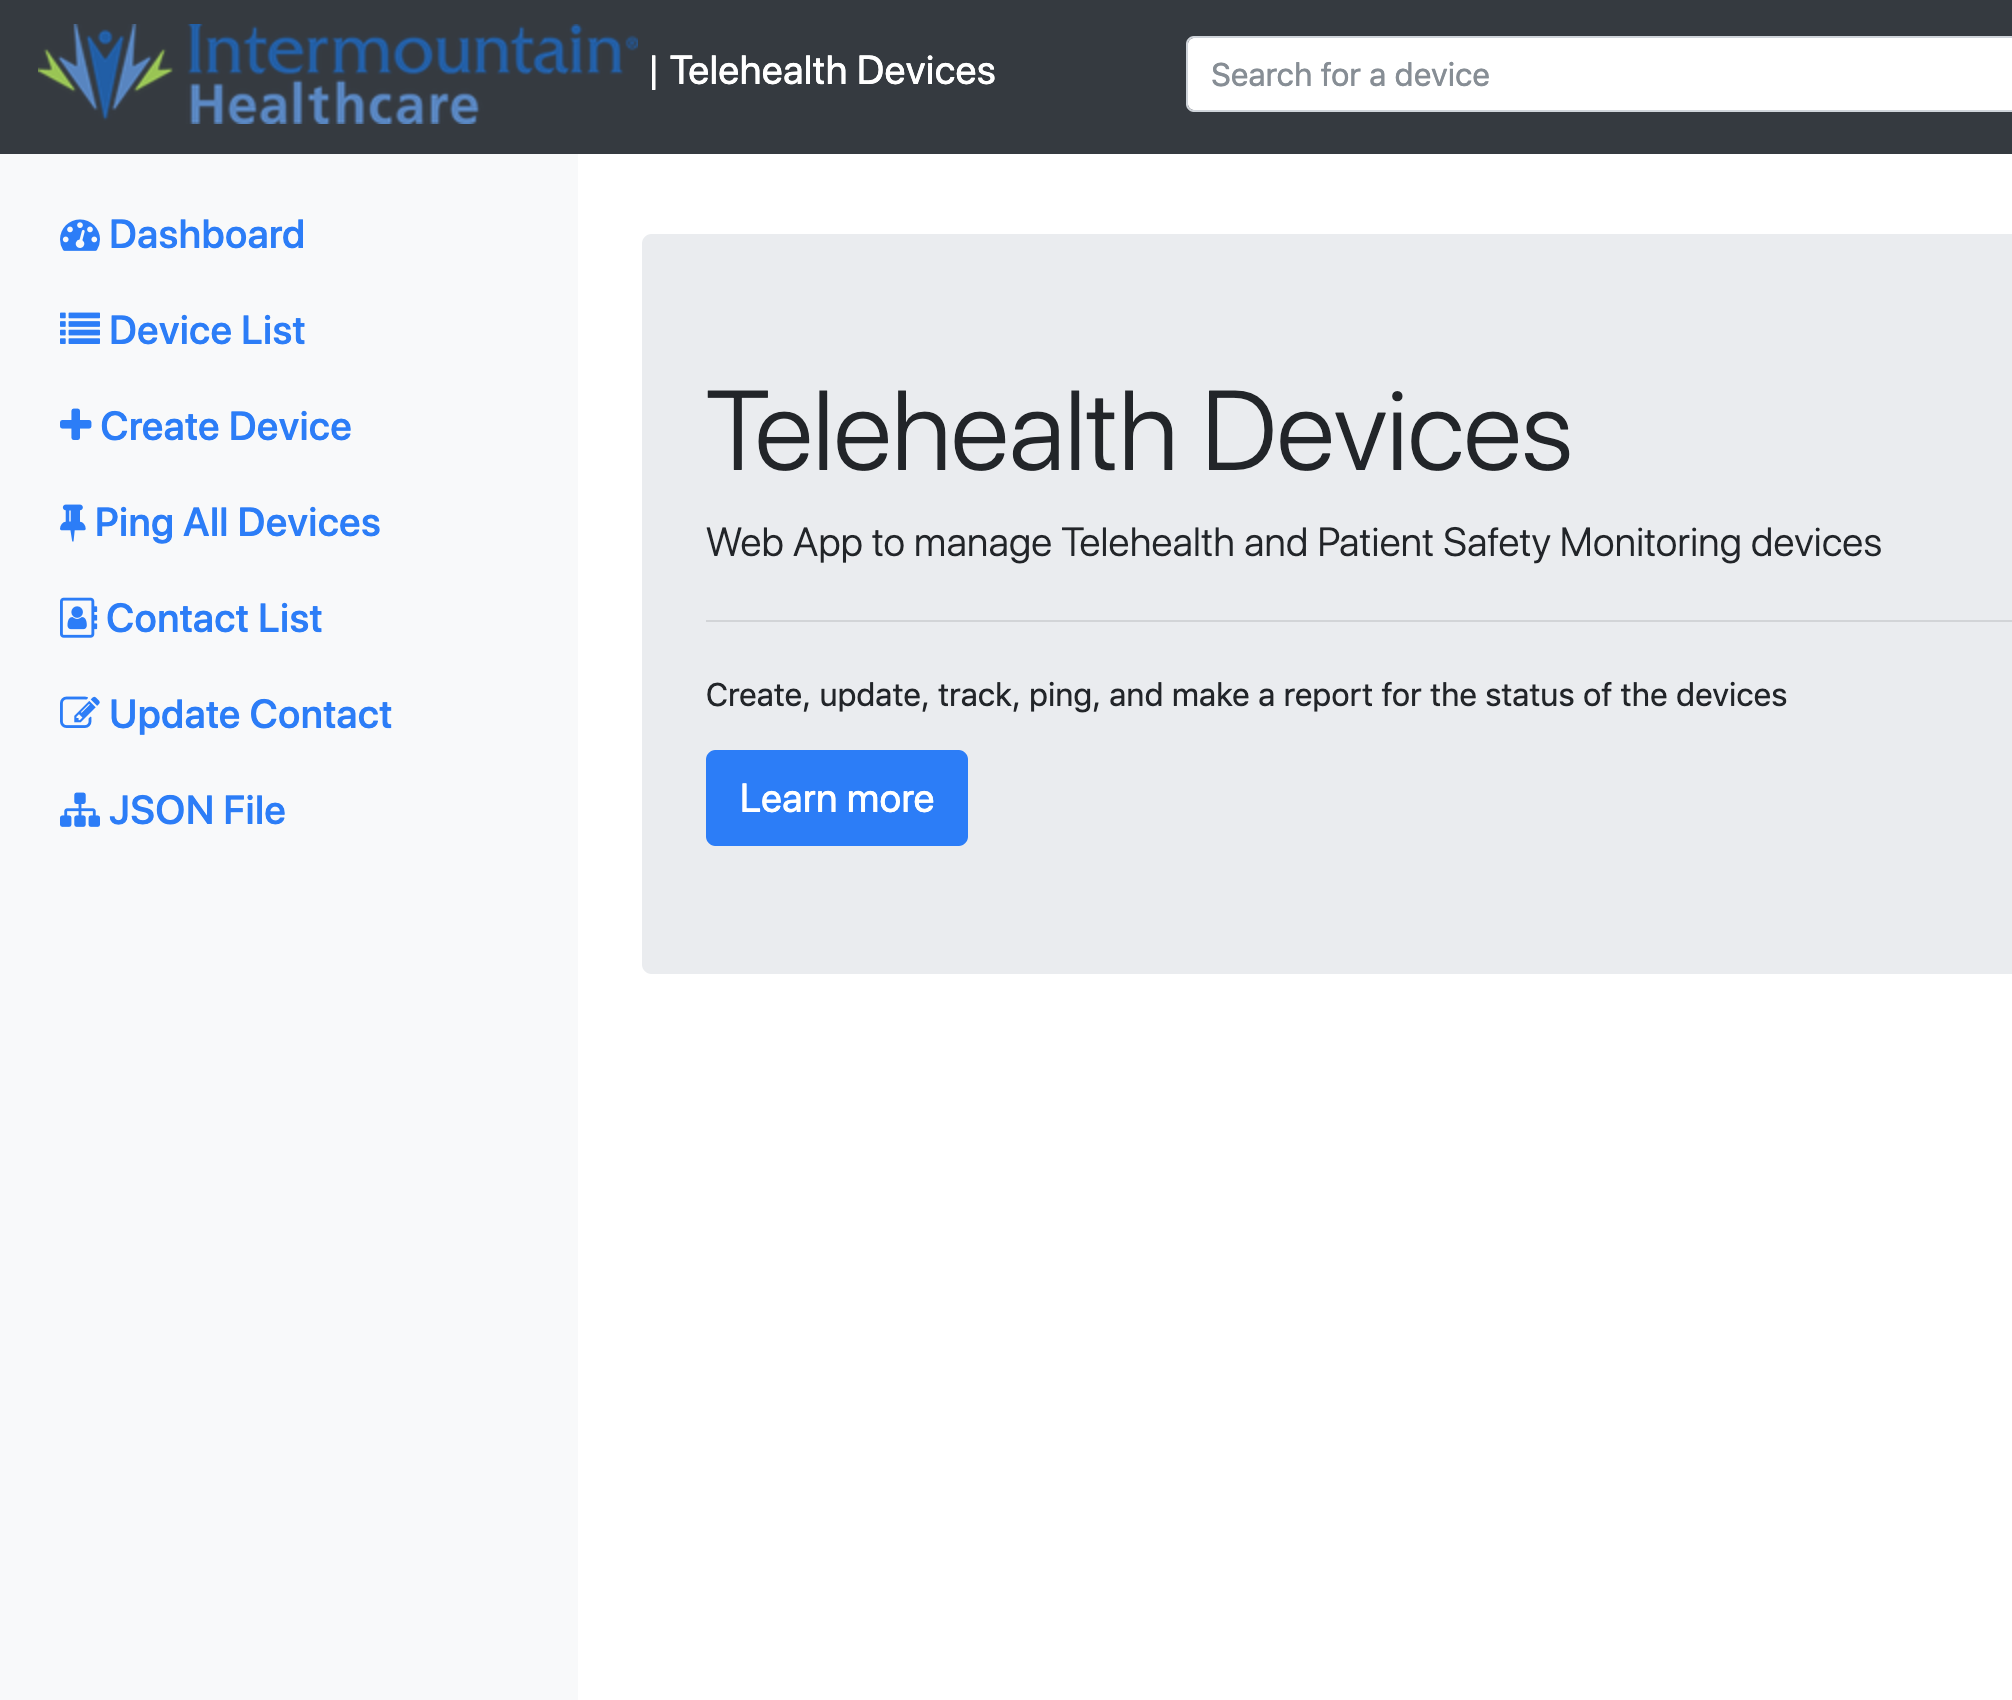 Intermountain®
Healthcare
| Telehealth Devices
Search for a device
Dashboard
Device List
Create Device
Ping All Devices
Contact List
Update Contact
JSON File
Telehealth Devices
Web App to manage Telehealth and Patient Safety Monitoring devices
Create, update, track, ping, and make a report for the status of the devices
Learn more